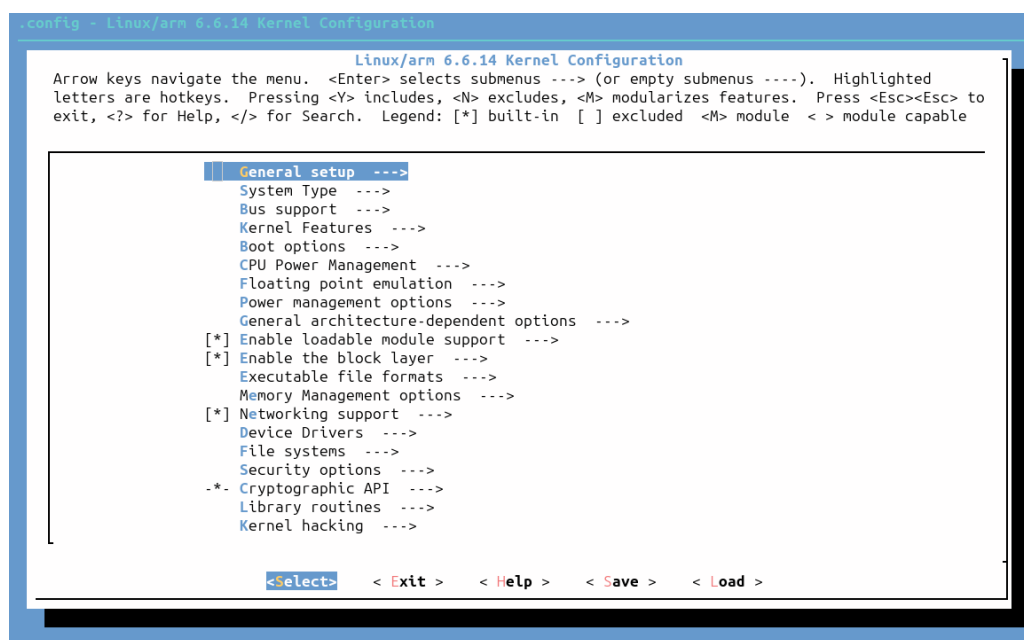 .config - Linux/arm 6.6.14 Kernel Configuration
Linux/arm 6.6.14 Kernel Configuration
Arrow keys navigate the menu.  <Enter> selects submenus ---> (or empty submenus ----).  Highlighted
letters are hotkeys.  Pressing <Y> includes, <N> excludes, <M> modularizes features.  Press <Esc><Esc> to
exit, <?> for Help, </> for Search.  Legend: [*] built-in  [ ] excluded  <M> module  < > module capable
General setup  --->
System Type  --->
Bus support  --->
Kernel Features  --->
Boot options  --->
CPU Power Management  --->
Floating point emulation  --->
Power management options  --->
General architecture-dependent options  --->
[*] Enable loadable module support  --->
[*] Enable the block layer  --->
Executable file formats  --->
Memory Management options  --->
[*] Networking support  --->
Device Drivers  --->
File systems  --->
Security options  --->
-*- Cryptographic API  --->
Library routines  --->
Kernel hacking  --->
<Select>    < Exit >    < Help >    < Save >    < Load >